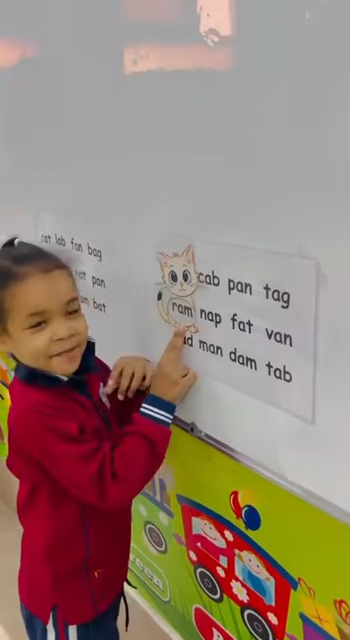 cat lab fan bag
pan
bat
cab pan tag
ram nap fat van
man dam tab